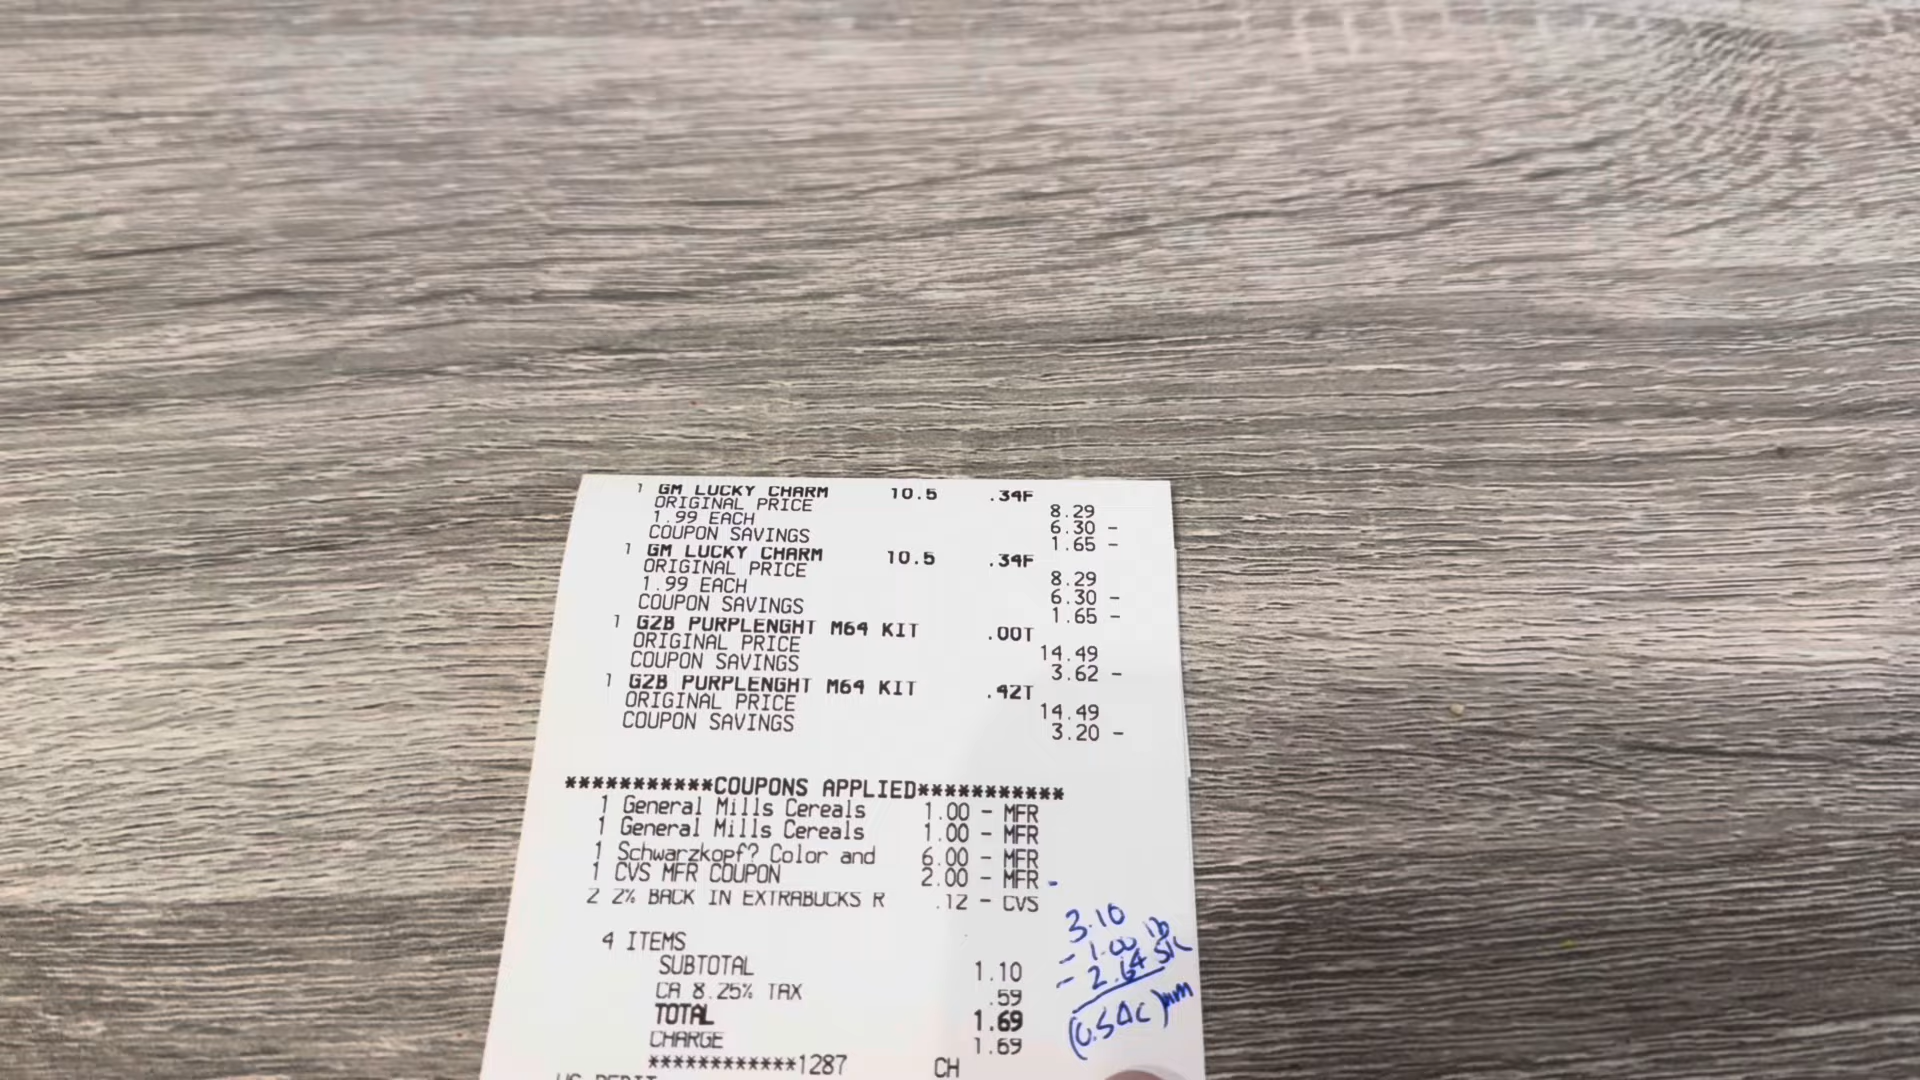 1 GM LUCKY CHARM 10.5 .34F
ORIGINAL PRICE 8.29
1.99 EACH 6.30 -
COUPON SAVINGS 1.65 -
1 GM LUCKY CHARM 10.5 .34F
ORIGINAL PRICE 8.29
1.99 EACH 6.30 -
COUPON SAVINGS 1.65 -
1 G2B PURPLENGHT M64 KIT .00T
ORIGINAL PRICE 14.49
COUPON SAVINGS 3.62 -
1 G2B PURPLENGHT M64 KIT .42T
ORIGINAL PRICE 14.49
COUPON SAVINGS 3.20 -
***********COUPONS APPLIED***********
1 General Mills Cereals 1.00 - MFR
1 General Mills Cereals 1.00 - MFR
1 Schwarzkopf? Color and 6.00 - MFR
1 CVS MFR COUPON 2.00 - MFR
2 2% BACK IN EXTRABUCKS R .12 - CVS
4 ITEMS
SUBTOTAL 1.10
CA 8.25% TAX .59
TOTAL 1.69
CHARGE 1.69
************1287 CH
3.10
- 1.00 ib
- 2.64